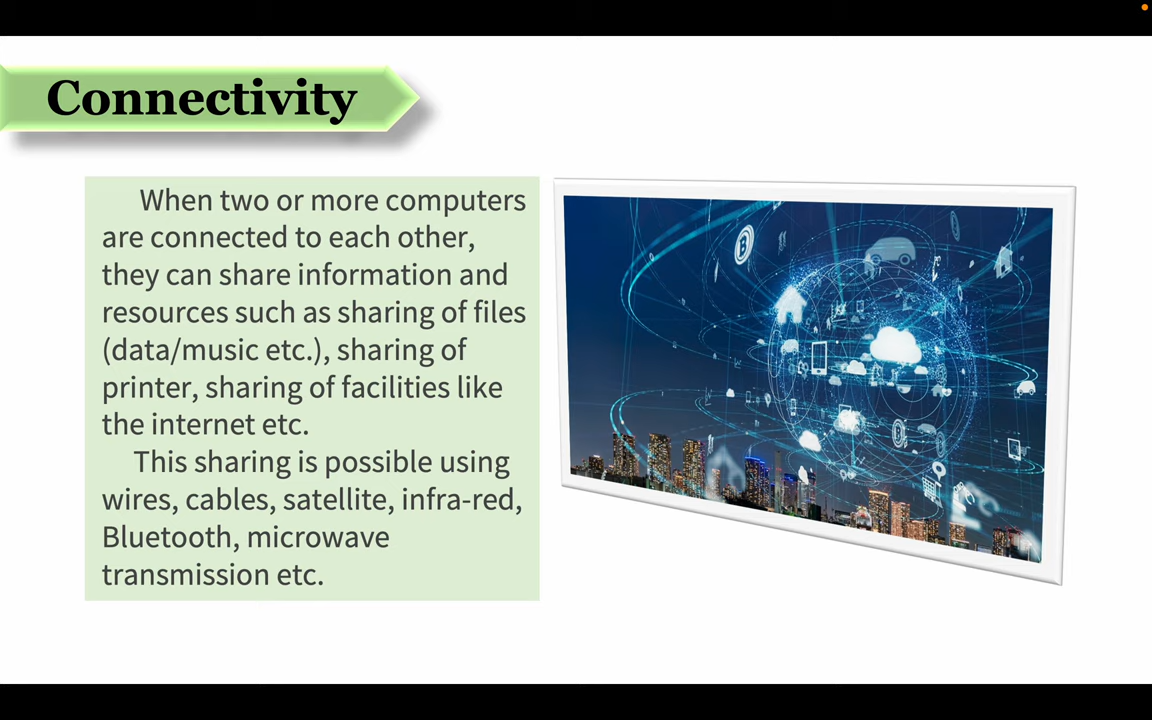 Connectivity
When two or more computers
are connected to each other,
they can share information and
resources such as sharing of files
(data/music etc.), sharing of
printer, sharing of facilities like
the internet etc.
This sharing is possible using
wires, cables, satellite, infra-red,
Bluetooth, microwave
transmission etc.